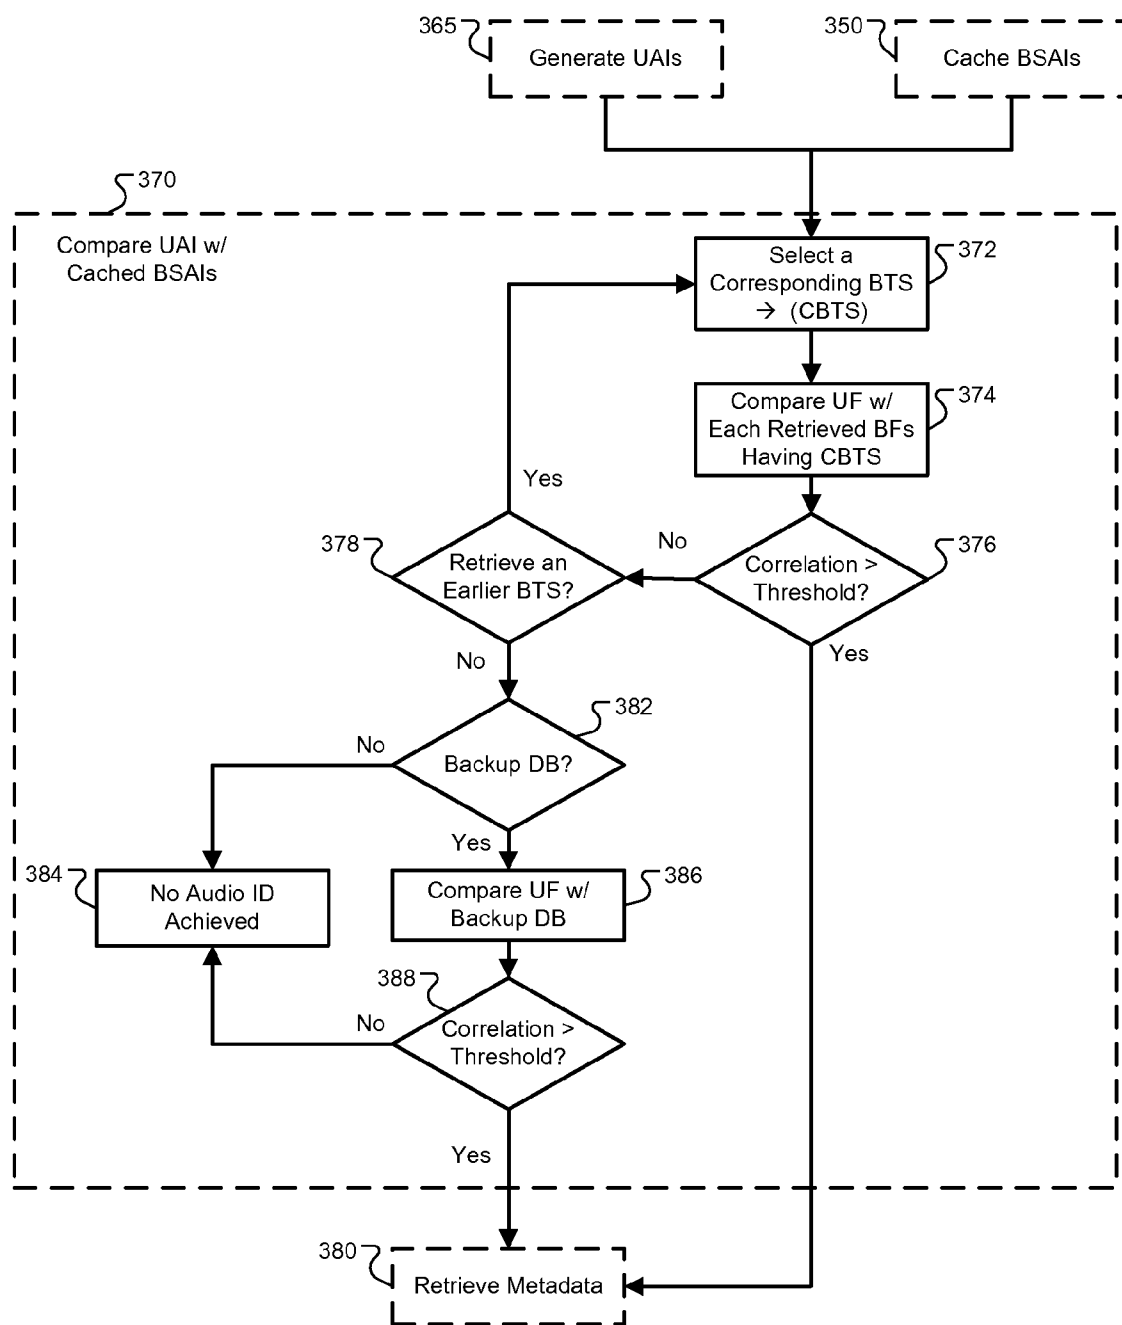 365
Generate UAIs
350
Cache BSAIs
370
Compare UAI w/
Cached BSAIs
Select a
Corresponding BTS
→ (CBTS)
372
Compare UF w/
Each Retrieved BFs
Having CBTS
374
Yes
378
Retrieve an
Earlier BTS?
No
Correlation >
Threshold?
376
No
Yes
382
No
Backup DB?
Yes
384
No Audio ID
Achieved
Compare UF w/
Backup DB
386
388
No
Correlation >
Threshold?
Yes
380
Retrieve Metadata